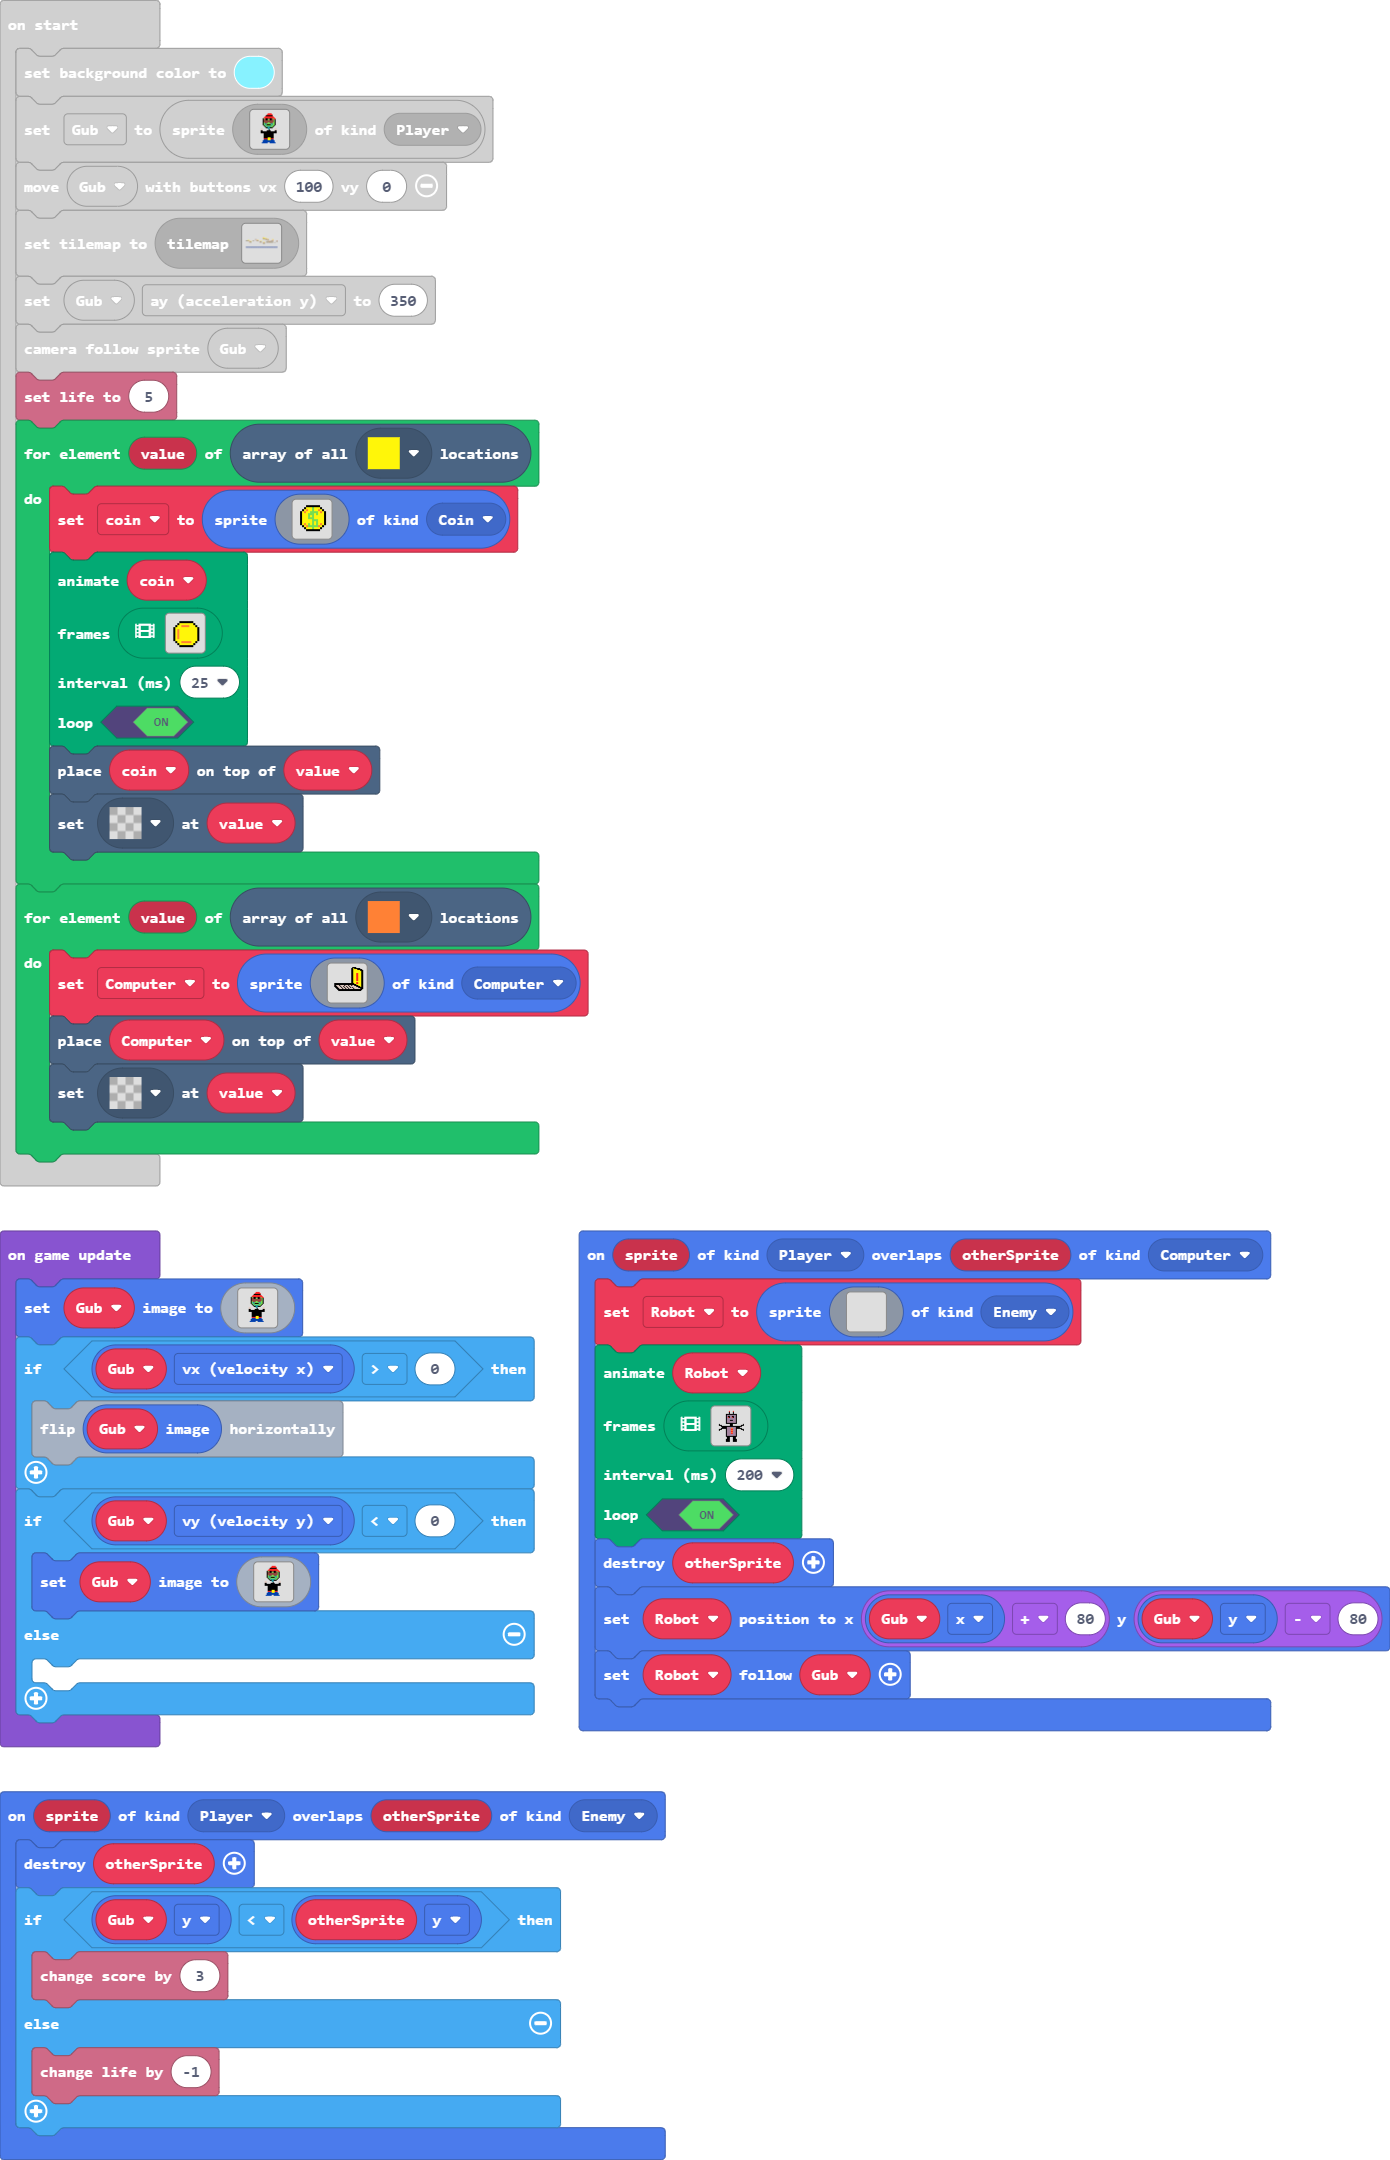 on start
set background color to
set Gub to sprite of kind Player
move Gub with buttons vx 100 vy 0
set tilemap to tilemap
set Gub ay (acceleration y) to 350
camera follow sprite Gub
set life to 5
for element value of array of all locations
do
set coin to sprite of kind Coin
animate coin
frames
interval (ms) 25
loop ON
place coin on top of value
set at value
for element value of array of all locations
do
set Computer to sprite of kind Computer
place Computer on top of value
set at value
on game update
set Gub image to
if Gub vx (velocity x) > 0 then
flip Gub image horizontally
if Gub vy (velocity y) < 0 then
set Gub image to
else
on sprite of kind Player overlaps otherSprite of kind Computer
set Robot to sprite of kind Enemy
animate Robot
frames
interval (ms) 200
loop ON
destroy otherSprite
set Robot position to x Gub x + 80 y Gub y - 80
set Robot follow Gub
on sprite of kind Player overlaps otherSprite of kind Enemy
destroy otherSprite
if Gub y < otherSprite y then
change score by 3
else
change life by -1